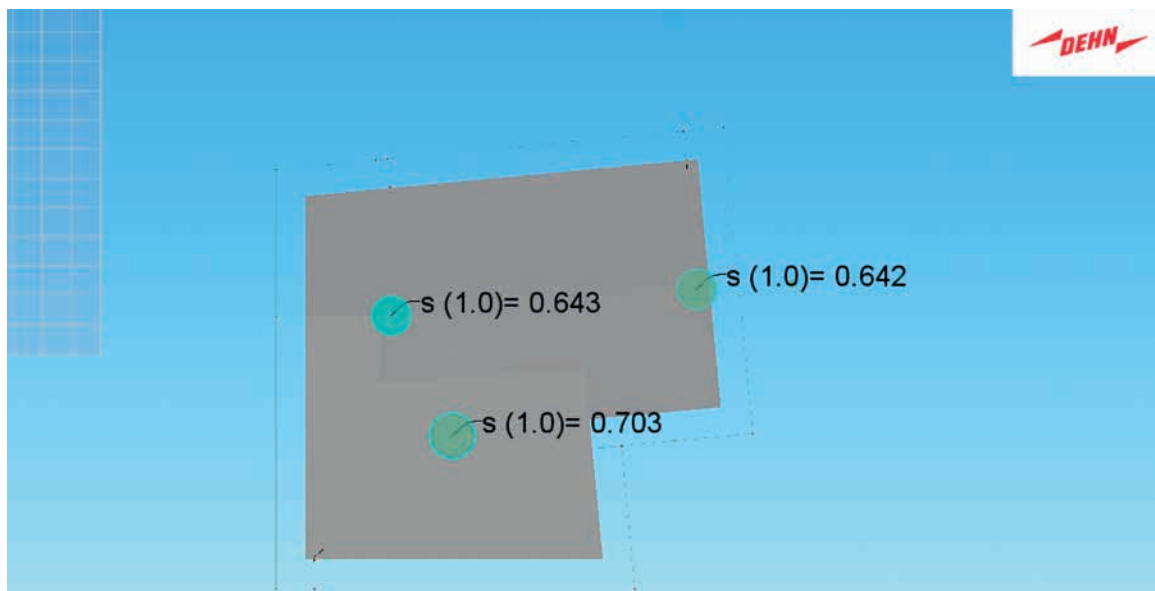 DEHN
s (1.0)= 0.642
s (1.0)= 0.643
s (1.0)= 0.703